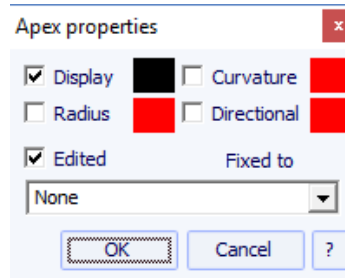 Apex properties x
Display Curvature
Radius Directional
Edited Fixed to
None
OK Cancel ?